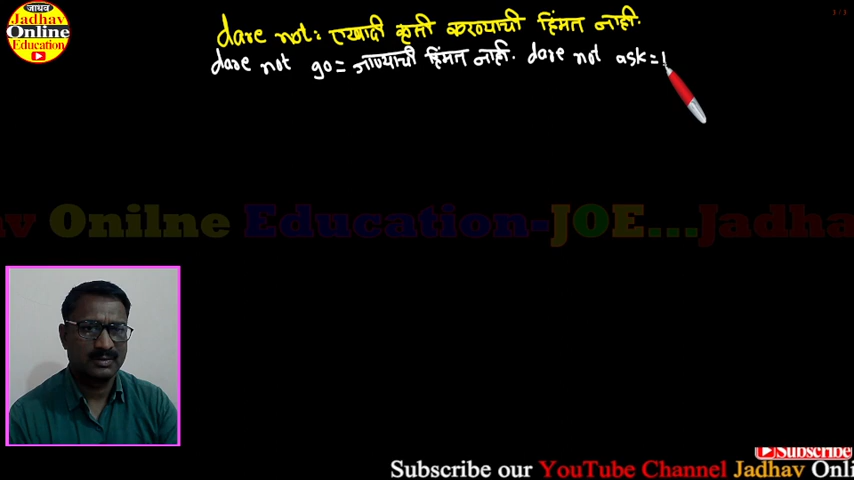 जाधव
Jadhav
Online
Education
dare not: एखादी कृती करण्याची हिंमत नाही.
dare not go= जाण्याची हिंमत नाही. dare not ask=
av Onilne Education-JOE...Jadha
Subscribe
Subscribe our YouTube Channel Jadhav Onli